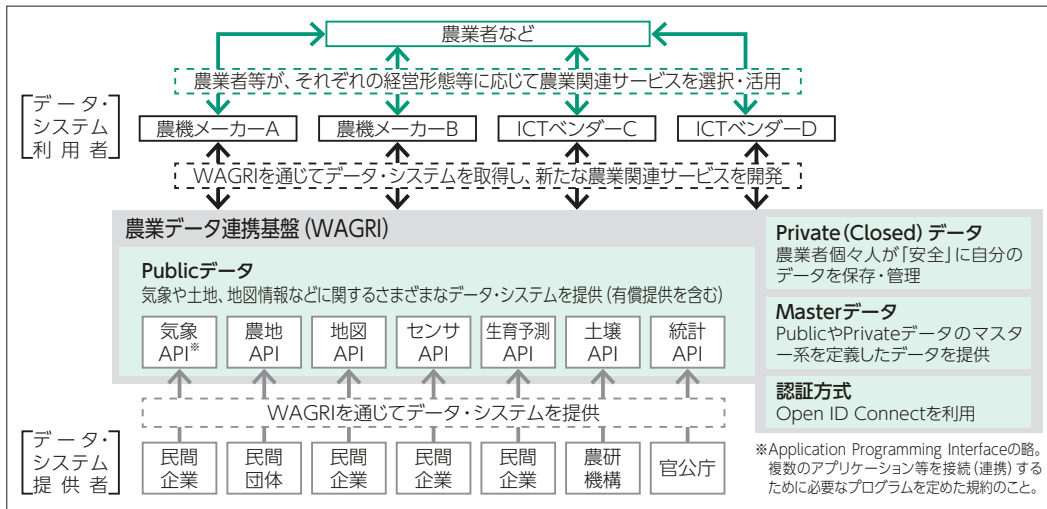 農業者など
農業者等が、それぞれの経営形態等に応じて農業関連サービスを選択・活用
データ・
システム
利用者
農機メーカーA
農機メーカーB
ICTベンダーC
ICTベンダーD
WAGRIを通じてデータ・システムを取得し、新たな農業関連サービスを開発
農業データ連携基盤(WAGRI)
Publicデータ
気象や土地、地図情報などに関するさまざまなデータ・システムを提供(有償提供を含む)
気象
API※
農地
API
地図
API
センサ
API
生育予測
API
土壌
API
統計
API
Private(Closed)データ
農業者個々人が「安全」に自分の
データを保存・管理
Masterデータ
PublicやPrivateデータのマスター
系を定義したデータを提供
認証方式
Open ID Connectを利用
WAGRIを通じてデータ・システムを提供
データ・
システム
提供者
民間
企業
民間
団体
民間
企業
民間
企業
民間
企業
農研
機構
官公庁
※Application Programming Interfaceの略。
複数のアプリケーション等を接続(連携)する
ために必要なプログラムを定めた規約のこと。